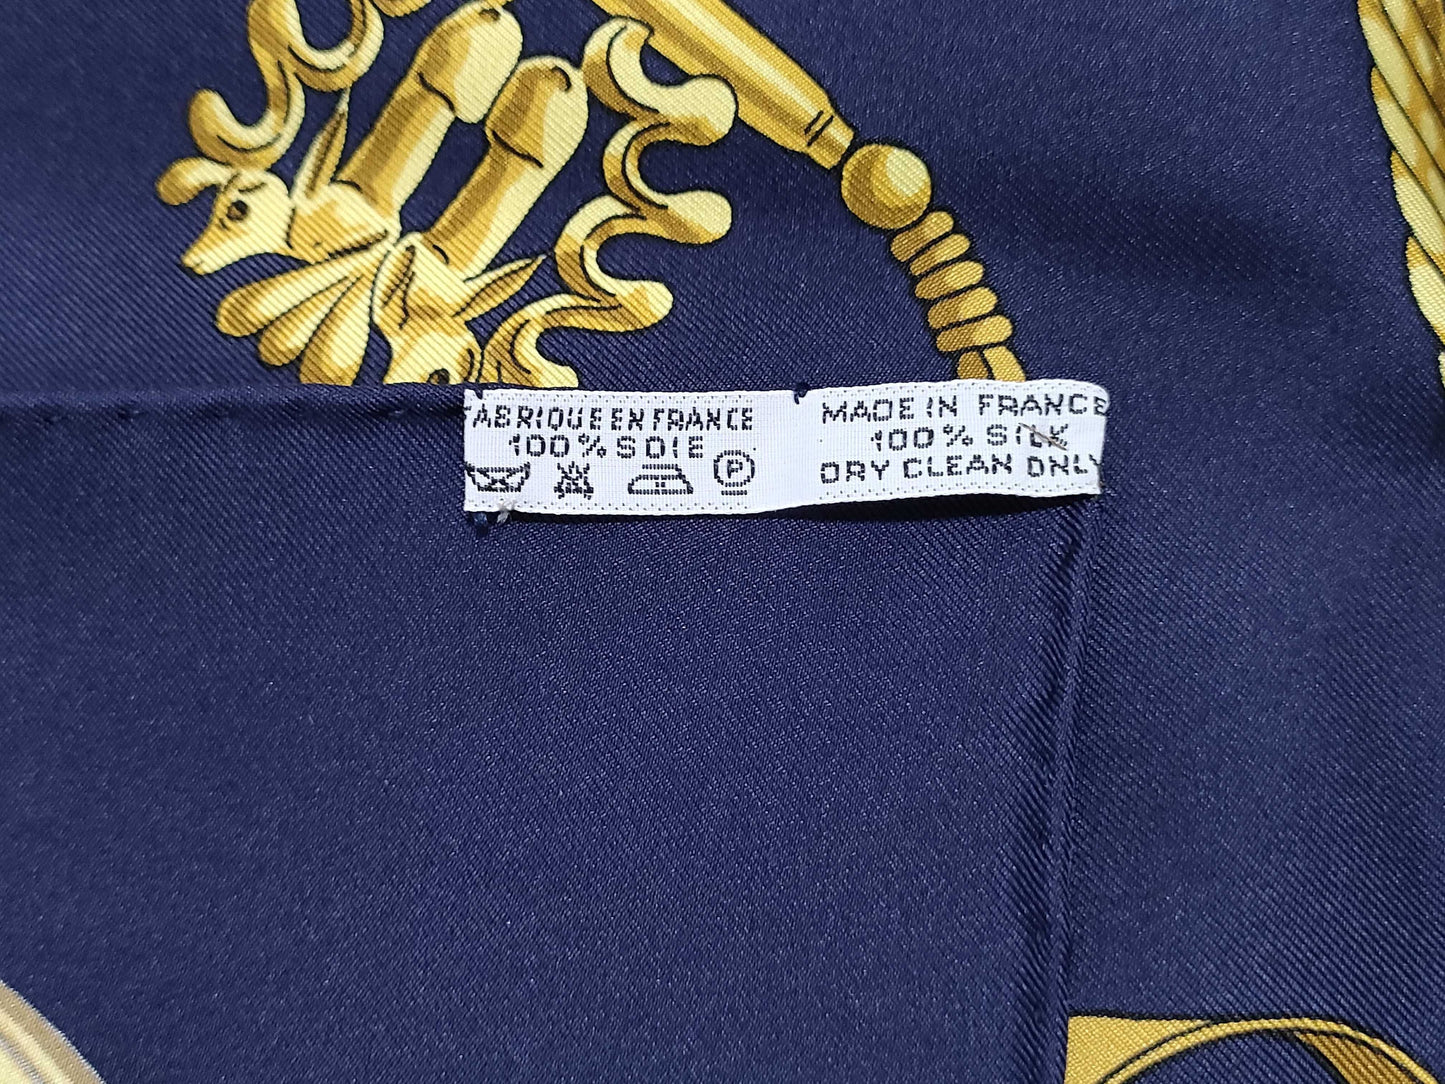 FABRIQUE EN FRANCE
100% SOIE
P
MADE IN FRANCE
100% SILK
DRY CLEAN ONLY